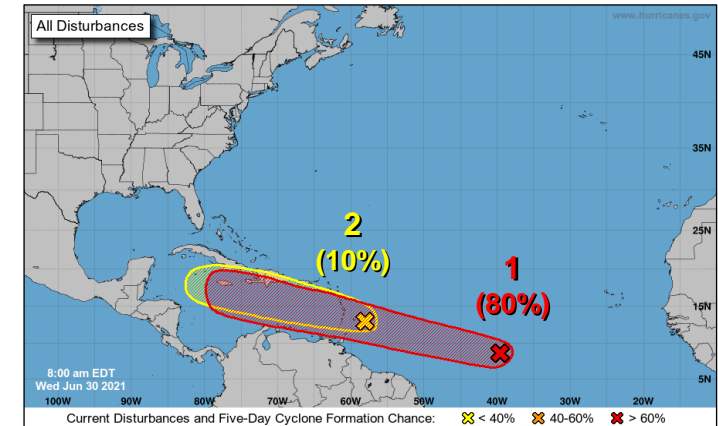 All Disturbances
www.hurricanes.gov
45N
35N
2
(10%)
25N
1
(80%)
15N
5N
8:00 am EDT
Wed Jun 30 2021
100W 90W 80W 70W 60W 50W 40W 30W 20W
Current Disturbances and Five-Day Cyclone Formation Chance: < 40% 40-60% > 60%